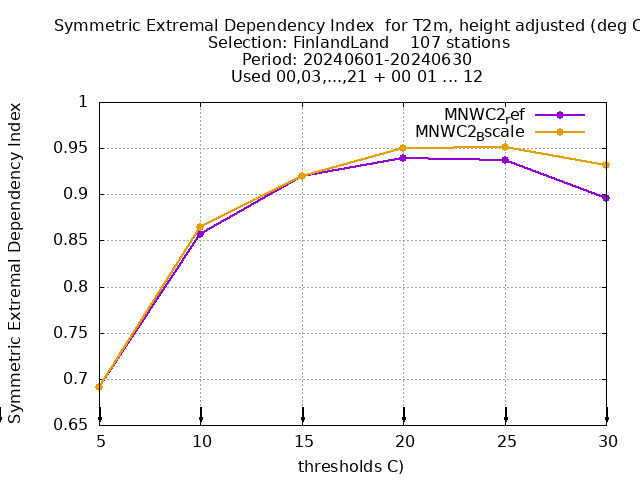 Symmetric Extremal Dependency Index  for T2m, height adjusted (deg C
Selection: FinlandLand    107 stations
Period: 20240601-20240630
Used 00,03,...,21 + 00 01 ... 12
Symmetric Extremal Dependency Index
MNWC2ref
MNWC2Bscale
1
0.95
0.9
0.85
0.8
0.75
0.7
0.65
5 10 15 20 25 30
thresholds C)